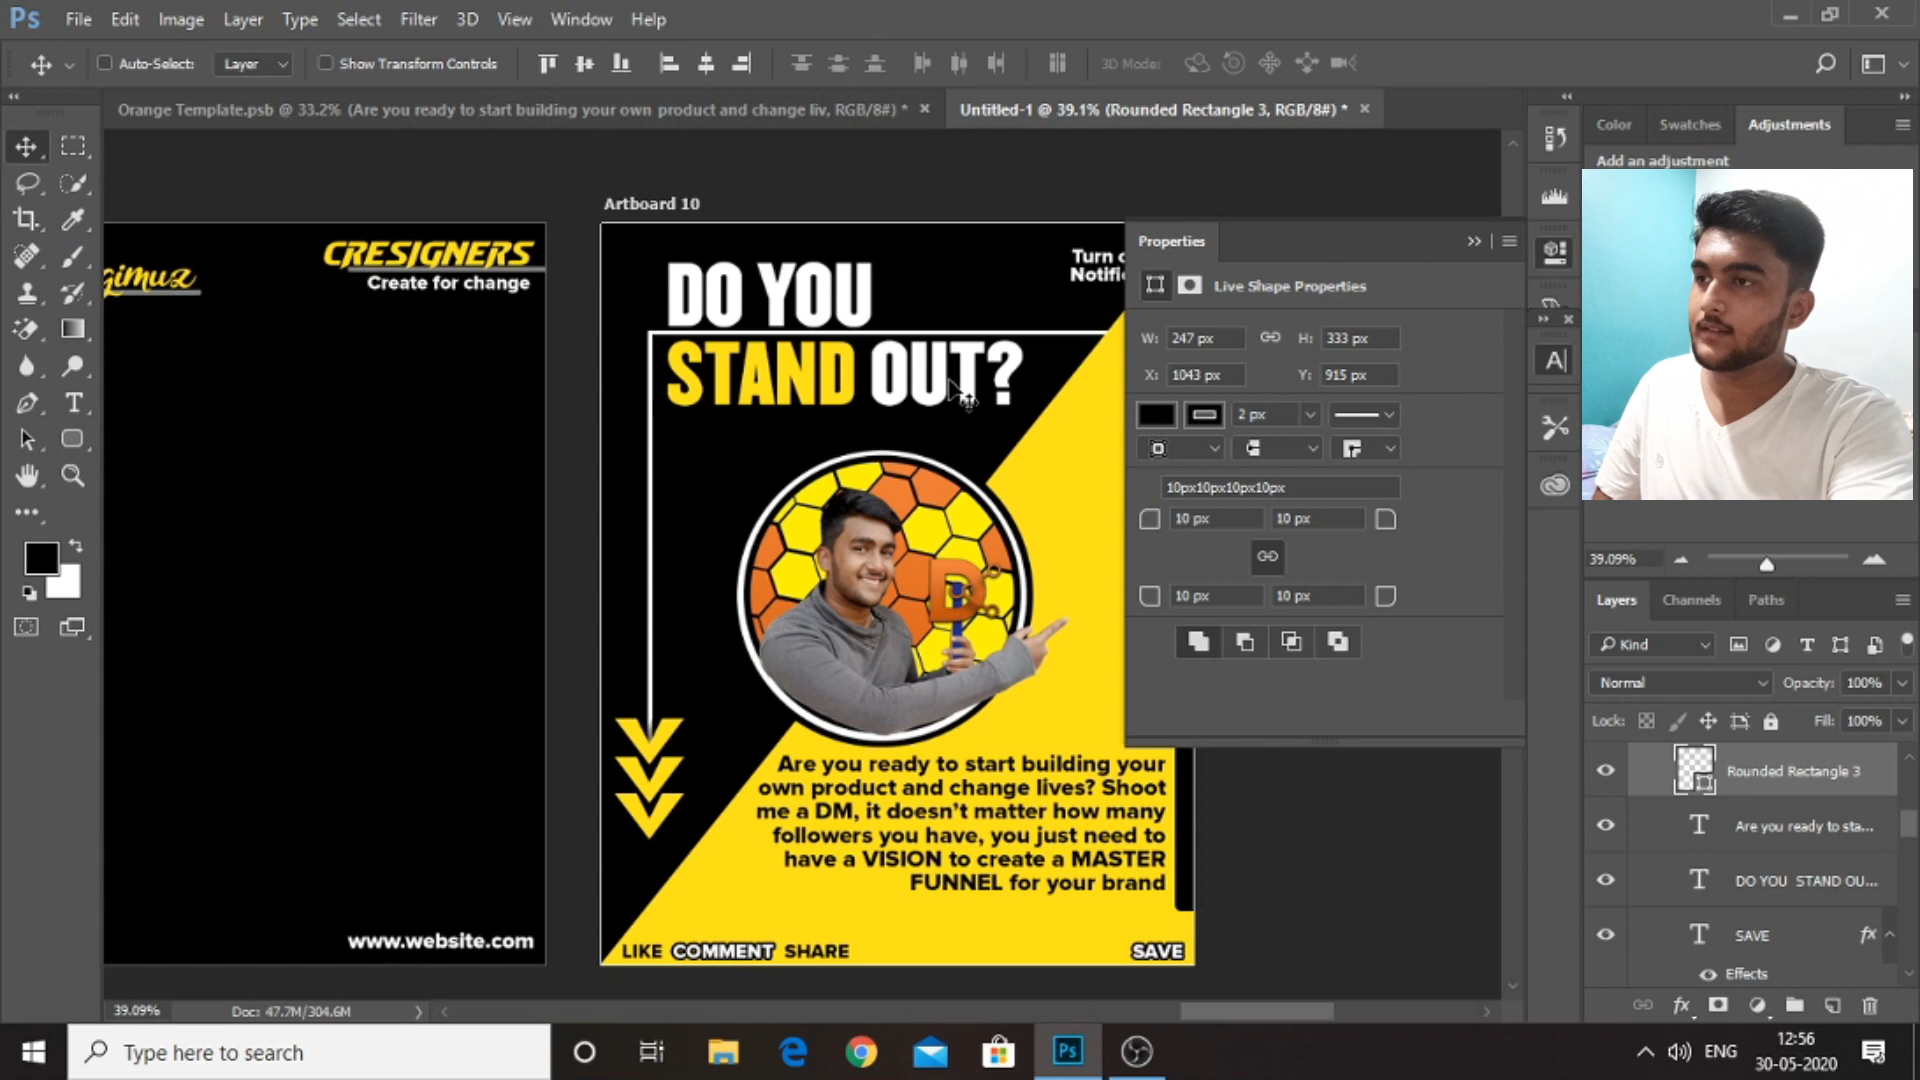 Ps File Edit Image Layer Type Select Filter 3D View Window Help
Auto-Select: Layer Show Transform Controls 3D Mode:
Orange Template.psb @ 33.2% (Are you ready to start building your own product and change liv, RGB/8#) *
Untitled-1 @ 39.1% (Rounded Rectangle 3, RGB/8#) *
Color Swatches Adjustments
Add an adjustment
Artboard 10
CRESIGNERS
Create for change
www.website.com
DO YOU
STAND OUT?
Turn
Are you ready to start building your
own product and change lives? Shoot
me a DM, it doesn't matter how many
followers you have, you just need to
have a VISION to create a MASTER
FUNNEL for your brand
LIKE COMMENT SHARE
SAVE
D
Properties
Live Shape Properties
W: 247 px H: 333 px
X: 1043 px Y: 915 px
2 px
10px10px10px10px
10 px 10 px
10 px 10 px
39.09%
Layers Channels Paths
Kind
Normal Opacity: 100%
Lock: Fill: 100%
Rounded Rectangle 3
Are you ready to sta...
DO YOU STAND OU...
SAVE fx
Effects
39.09% Doc: 47.7M/304.6M
Type here to search
Ps
ENG
12:56
30-05-2020